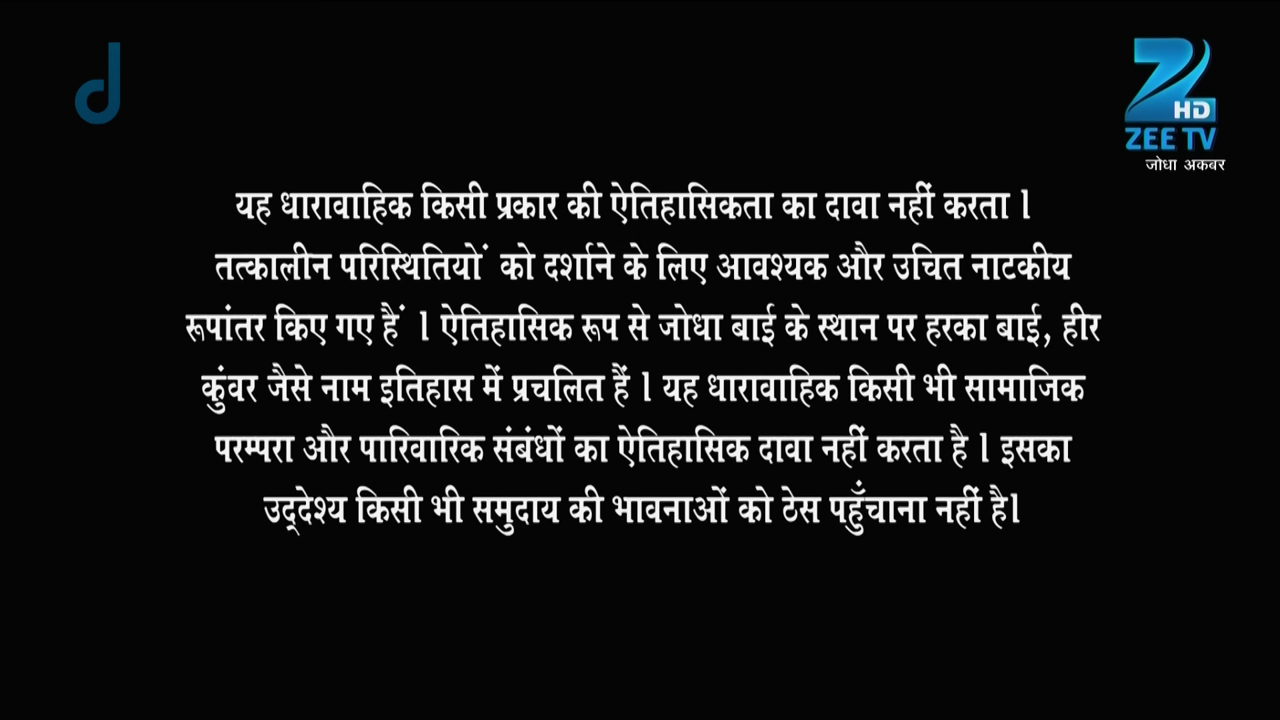 d
HD
ZEE TV
जोधा अकबर
यह धारावाहिक किसी प्रकार की ऐतिहासिकता का दावा नहीं करता ।
तत्कालीन परिस्थितियों को दर्शाने के लिए आवश्यक और उचित नाटकीय
रूपांतर किए गए हैं । ऐतिहासिक रूप से जोधा बाई के स्थान पर हरका बाई, हीर
कुंवर जैसे नाम इतिहास में प्रचलित हैं । यह धारावाहिक किसी भी सामाजिक
परम्परा और पारिवारिक संबंधों का ऐतिहासिक दावा नहीं करता है । इसका
उद्देश्य किसी भी समुदाय की भावनाओं को ठेस पहुँचाना नहीं है।